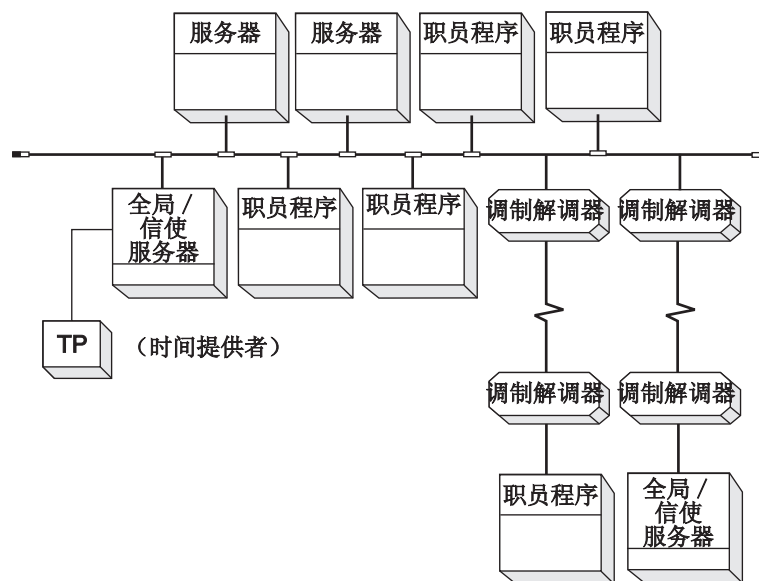 服务器
服务器
职员程序
职员程序
全局 /
信使
服务器
职员程序
职员程序
调制解调器
调制解调器
TP
(时间提供者)
调制解调器
调制解调器
职员程序
全局 /
信使
服务器